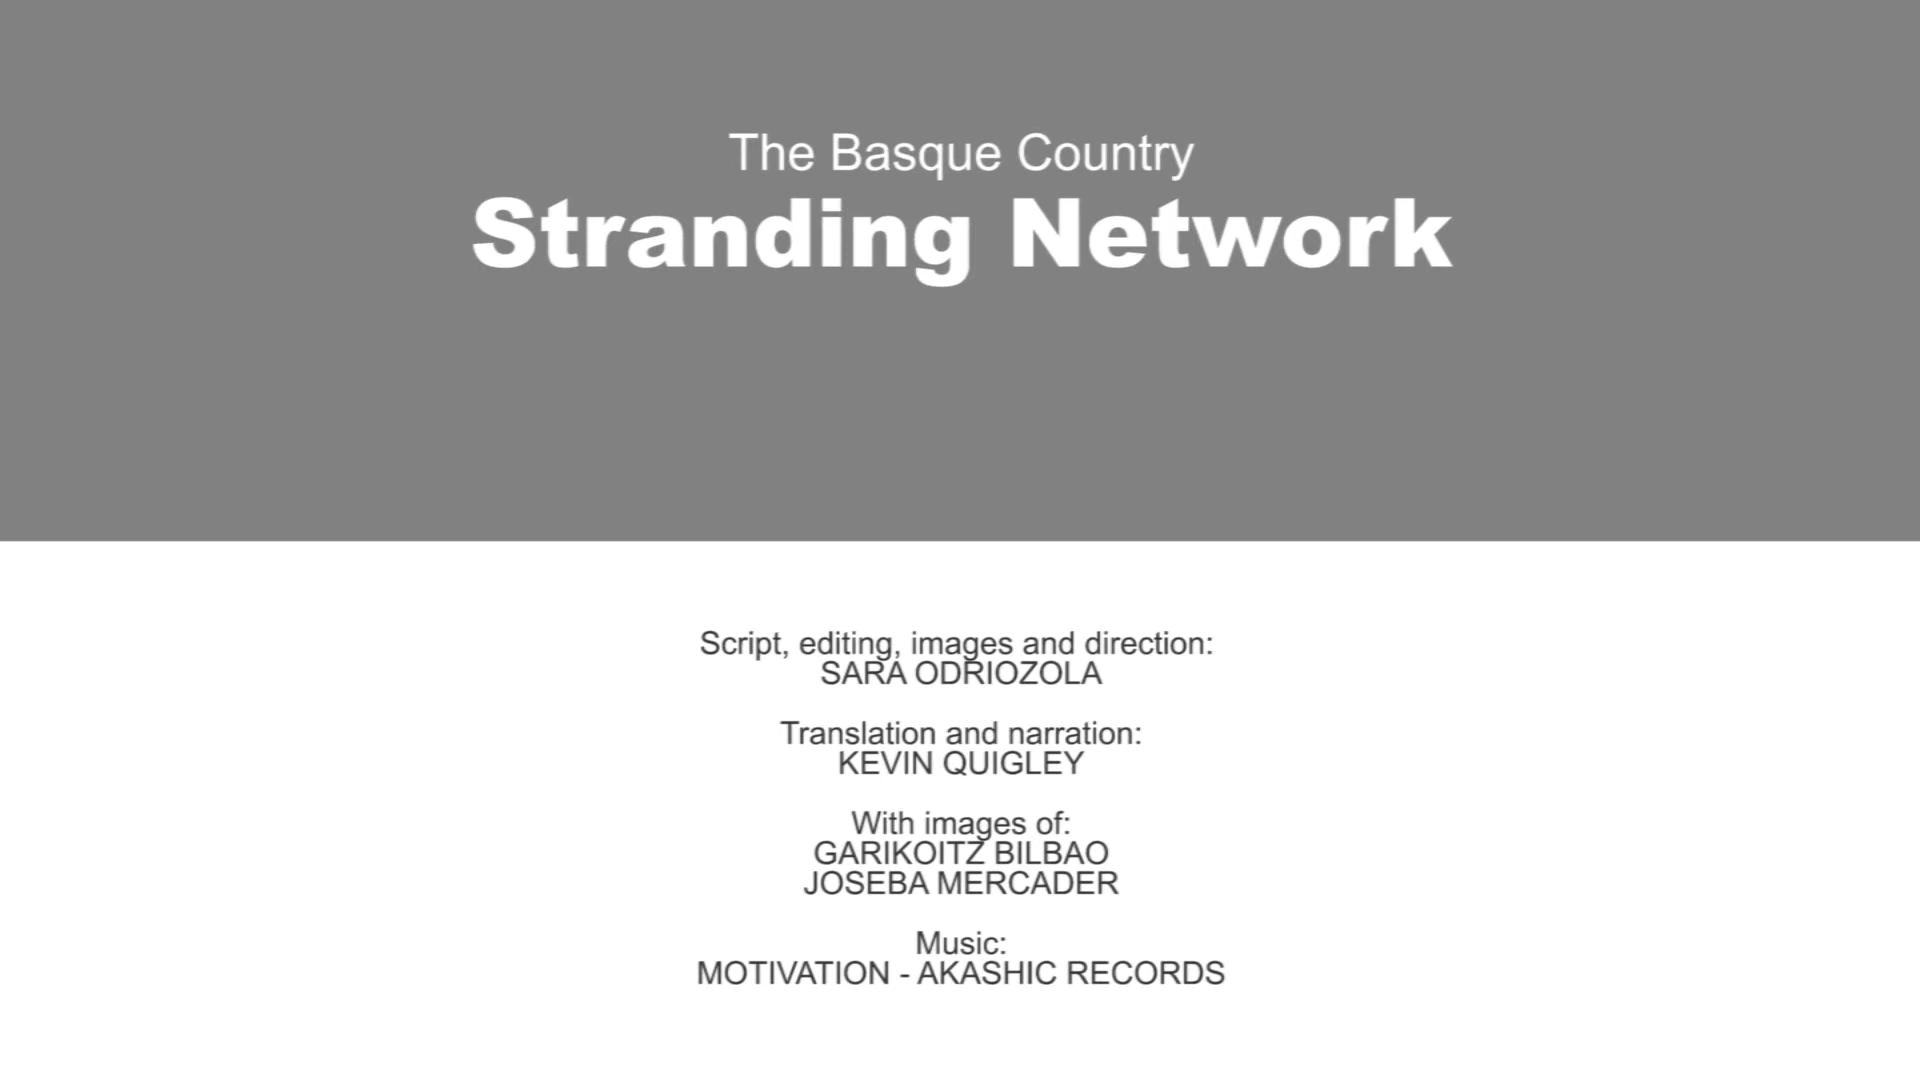 The Basque Country
Stranding Network
Script, editing, images and direction:
SARA ODRIOZOLA
Translation and narration:
KEVIN QUIGLEY
With images of:
GARIKOITZ BILBAO
JOSEBA MERCADER
Music:
MOTIVATION - AKASHIC RECORDS